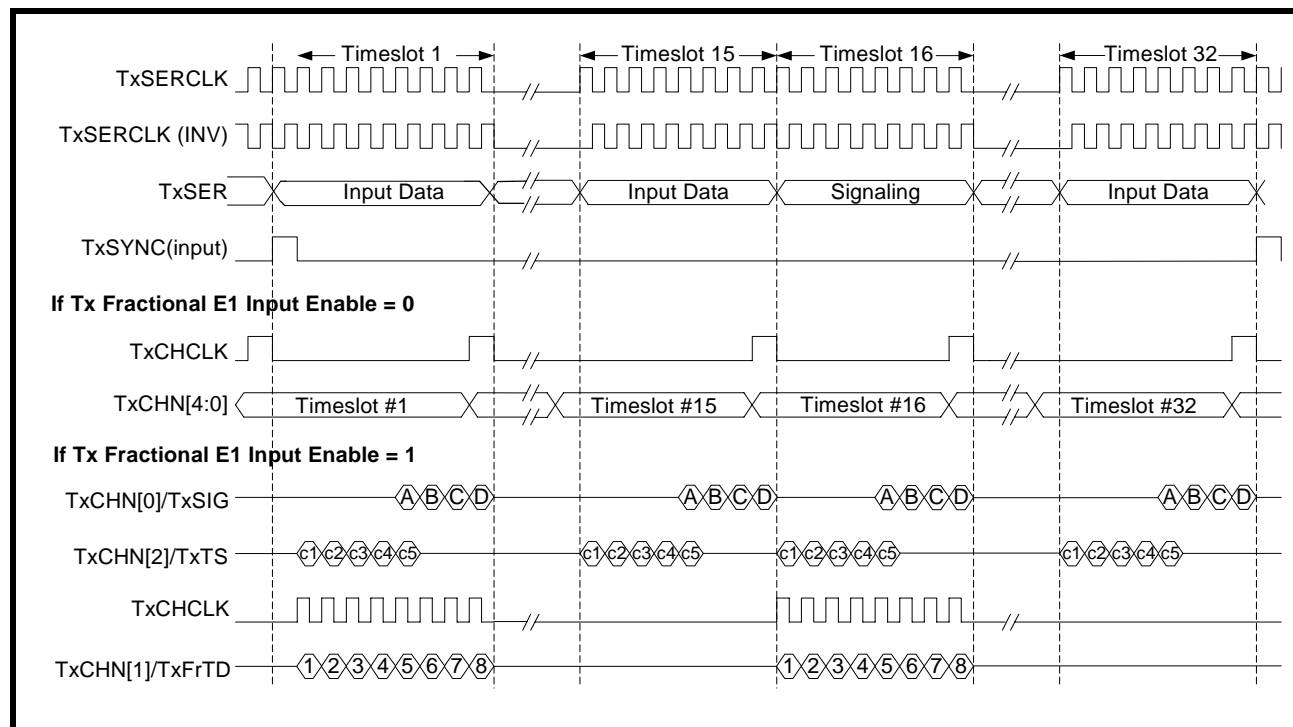 Timeslot 1 Timeslot 15 Timeslot 16 Timeslot 32
TxSERCLK
TxSERCLK (INV)
TxSER Input Data Input Data Signaling Input Data
TxSYNC(input)
If Tx Fractional E1 Input Enable = 0
TxCHCLK
TxCHN[4:0] Timeslot #1 Timeslot #15 Timeslot #16 Timeslot #32
If Tx Fractional E1 Input Enable = 1
TxCHN[0]/TxSIG A B C D A B C D A B C D A B C D
TxCHN[2]/TxTS c1 c2 c3 c4 c5 c1 c2 c3 c4 c5 c1 c2 c3 c4 c5 c1 c2 c3 c4 c5
TxCHCLK
TxCHN[1]/TxFrTD 1 2 3 4 5 6 7 8 1 2 3 4 5 6 7 8